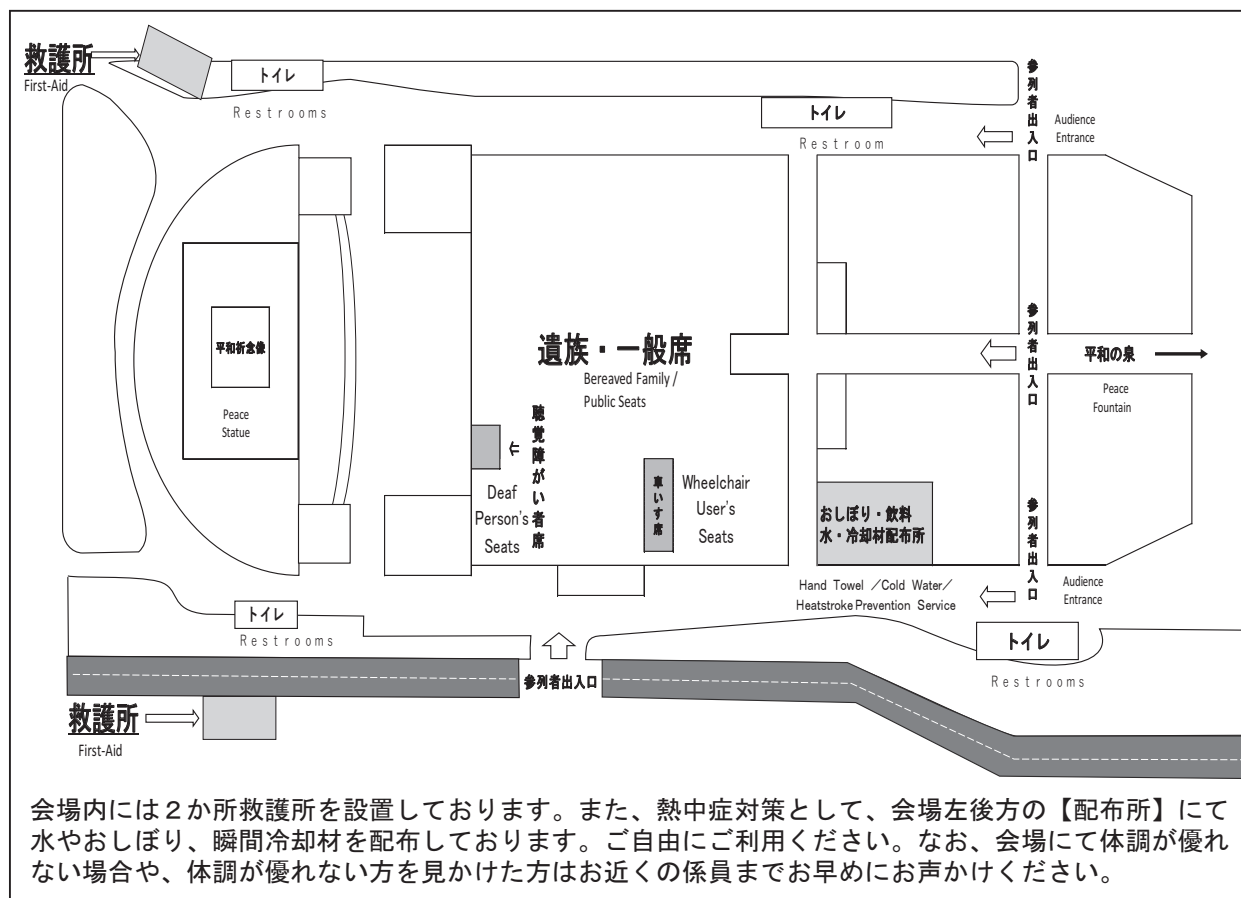 救護所
First-Aid
トイレ
Restrooms
トイレ
Restroom
参列者出入口
Audience
Entrance
平和祈念像
Peace
Statue
遺族・一般席
Bereaved Family /
Public Seats
聴覚障がい者席
Deaf
Person's
Seats
車いす席
Wheelchair
User's
Seats
参列者出入口
平和の泉
Peace
Fountain
おしぼり・飲料
水・冷却材配布所
Hand Towel /Cold Water/
Heatstroke Prevention Service
参列者出入口
Audience
Entrance
トイレ
Restrooms
トイレ
Restrooms
参列者出入口
救護所
First-Aid
会場内には2か所救護所を設置しております。また、熱中症対策として、会場左後方の【配布所】にて
水やおしぼり、瞬間冷却材を配布しております。ご自由にご利用ください。なお、会場にて体調が優れ
ない場合や、体調が優れない方を見かけた方はお近くの係員までお早めにお声かけください。